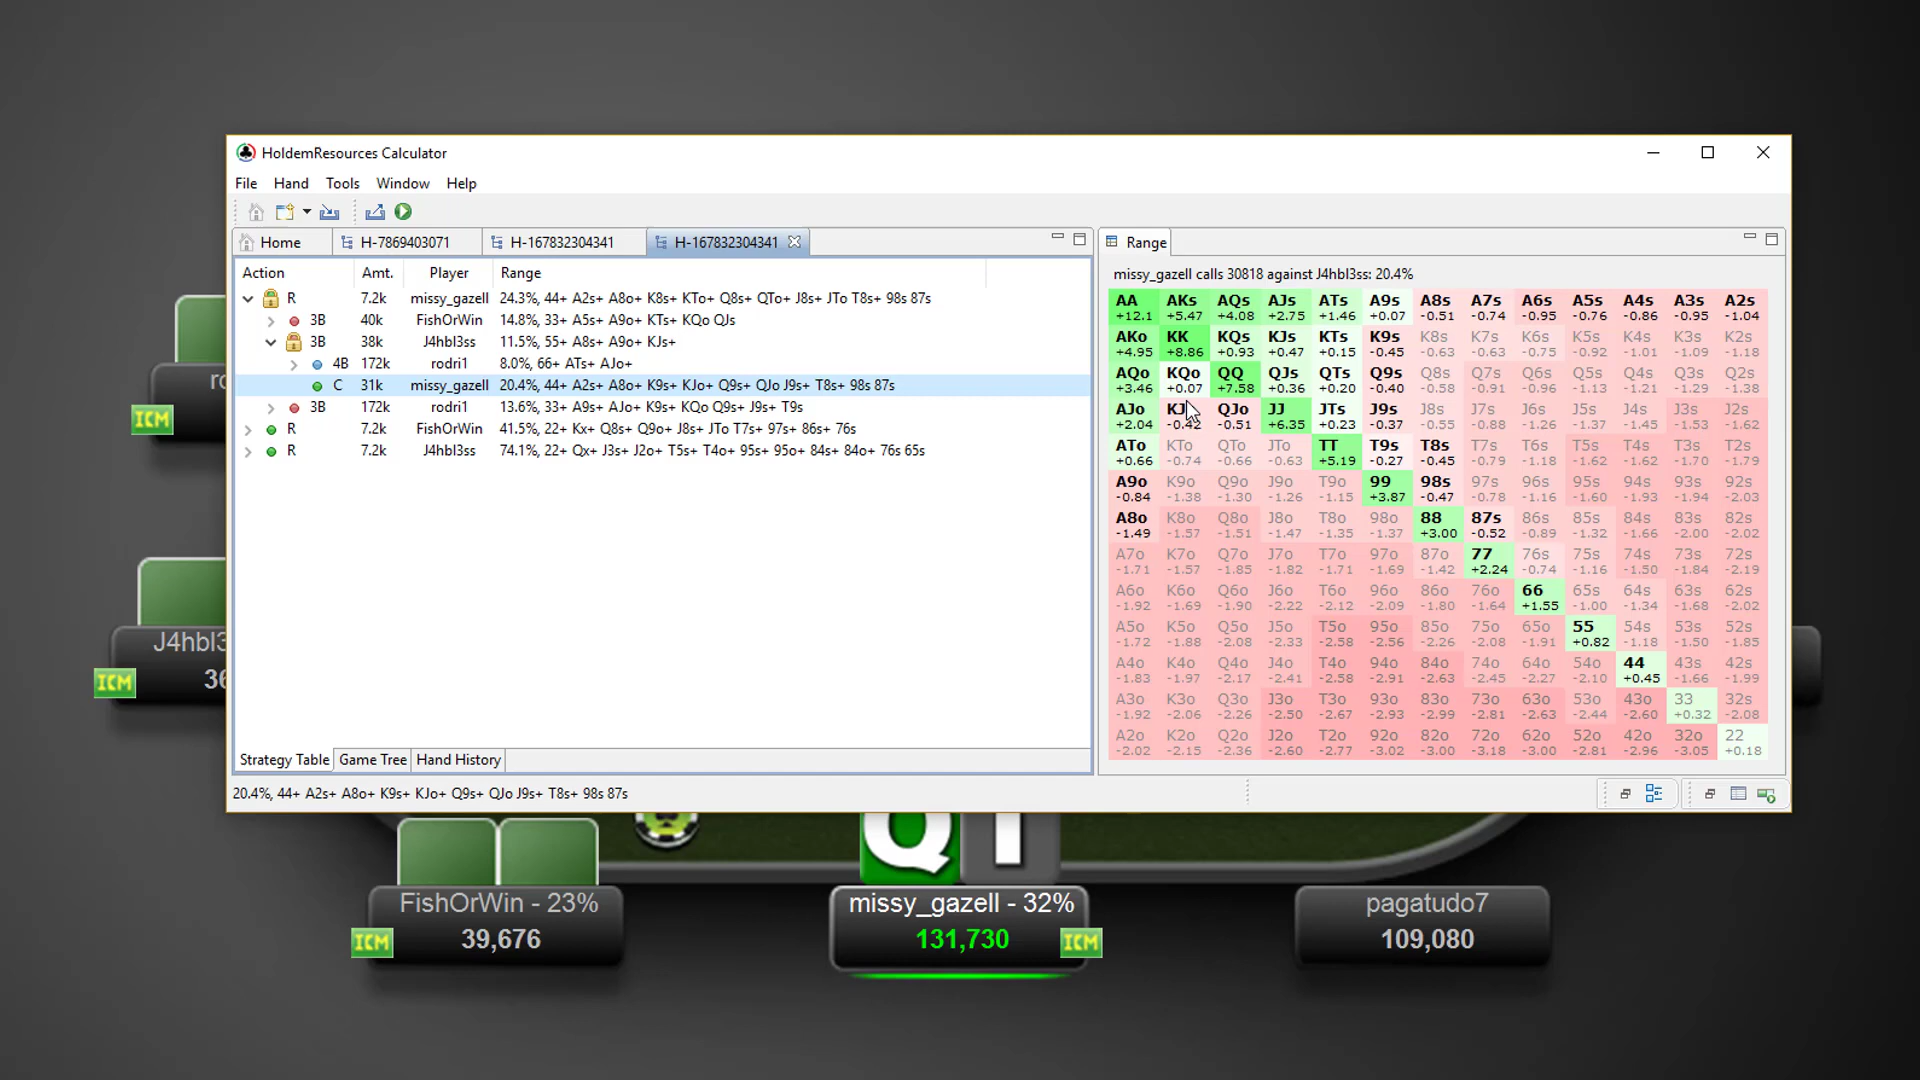 HoldemResources Calculator
File Hand Tools Window Help
Home H-7869403071 H-167832304341 H-167832304341
Action Amt. Player Range
R 7.2k missy_gazell 24.3%, 44+ A2s+ A8o+ K8s+ KTo+ Q8s+ QTo+ J8s+ JTo T8s+ 98s 87s
3B 40k FishOrWin 14.8%, 33+ A5s+ A9o+ KTs+ KQo QJs
3B 38k J4hbl3ss 11.5%, 55+ A8s+ A9o+ KJs+
4B 172k rodri1 8.0%, 66+ ATs+ AJo+
C 31k missy_gazell 20.4%, 44+ A2s+ A8o+ K9s+ KJo+ Q9s+ QJo J9s+ T8s+ 98s 87s
3B 172k rodri1 13.6%, 33+ A9s+ AJo+ K9s+ KQo Q9s+ J9s+ T9s
R 7.2k FishOrWin 41.5%, 22+ Kx+ Q8s+ Q9o+ J8s+ JTo T8s+ 97s+ 86s+ 76s
R 7.2k J4hbl3ss 74.1%, 22+ Qx+ J3s+ J2o+ T5s+ T4o+ 95s+ 95o+ 84s+ 84o+ 76s 65s
Strategy Table Game Tree Hand History
20.4%, 44+ A2s+ A8o+ K9s+ KJo+ Q9s+ QJo J9s+ T8s+ 98s 87s
Range
missy_gazell calls 30818 against J4hbl3ss: 20.4%
AA AKs AQs AJs ATs A9s A8s A7s A6s A5s A4s A3s A2s
+12.1 +5.47 +4.08 +2.75 +1.46 +0.07 -0.51 -0.74 -0.95 -0.76 -0.86 -0.95 -1.04
AKo KK KQs KJs KTs K9s K8s K7s K6s K5s K4s K3s K2s
+4.95 +8.86 +0.93 +0.47 +0.15 -0.45 -0.63 -0.63 -0.75 -0.92 -1.01 -1.09 -1.18
AQo KQo QQ QJs QTs Q9s Q8s Q7s Q6s Q5s Q4s Q3s Q2s
+3.46 +0.07 +7.58 +0.36 +0.20 -0.40 -0.58 -0.91 -0.96 -1.13 -1.21 -1.29 -1.38
AJo QJo JJ JTs J9s J8s J7s J6s J5s J4s J3s J2s
+2.04 -0.42 -0.51 +6.35 +0.23 -0.37 -0.55 -0.88 -1.26 -1.37 -1.45 -1.53 -1.62
ATo KTo QTo JTo TT T9s T8s T7s T6s T5s T4s T3s T2s
+0.66 -0.74 -0.66 -0.63 +5.19 -0.27 -0.45 -0.79 -1.18 -1.62 -1.62 -1.70 -1.79
A9o K9o Q9o J9o T9o 99 98s 97s 96s 95s 94s 93s 92s
-0.84 -1.38 -1.30 -1.26 -1.15 +3.87 -0.47 -0.78 -1.16 -1.60 -1.93 -1.94 -2.03
A8o K8o Q8o J8o T8o 98o 88 87s 86s 85s 84s 83s 82s
-1.49 -1.57 -1.51 -1.47 -1.35 -1.37 +3.00 -0.52 -0.89 -1.32 -1.66 -2.00 -2.02
A7o K7o Q7o J7o T7o 97o 87o 77 76s 75s 74s 73s 72s
-1.71 -1.57 -1.85 -1.82 -1.71 -1.69 -1.42 +2.24 -0.74 -1.16 -1.50 -1.84 -2.19
A6o K6o Q6o J6o T6o 96o 86o 76o 66 65s 64s 63s 62s
-1.92 -1.69 -1.90 -2.22 -2.12 -2.09 -1.80 -1.64 +1.55 -1.00 -1.34 -1.68 -2.02
A5o K5o Q5o J5o T5o 95o 85o 75o 65o 55 54s 53s 52s
-1.72 -1.88 -2.08 -2.33 -2.58 -2.56 -2.26 -2.08 -1.91 +0.82 -1.18 -1.50 -1.85
A4o K4o Q4o J4o T4o 94o 84o 74o 64o 54o 44 43s 42s
-1.83 -1.97 -2.17 -2.41 -2.58 -2.91 -2.63 -2.45 -2.27 -2.10 +0.45 -1.66 -1.99
A3o K3o Q3o J3o T3o 93o 83o 73o 63o 53o 43o 33 32s
-1.92 -2.06 -2.26 -2.50 -2.67 -2.93 -2.99 -2.81 -2.63 -2.44 -2.60 +0.32 -2.08
A2o K2o Q2o J2o T2o 92o 82o 72o 62o 52o 42o 32o 22
-2.02 -2.15 -2.36 -2.60 -2.77 -3.02 -3.00 -3.18 -3.00 -2.81 -2.96 -3.05 +0.18
ICM
ICM
Q T
FishOrWin - 23%
39,676
ICM
missy_gazell - 32%
131,730
ICM
pagatudo7
109,080